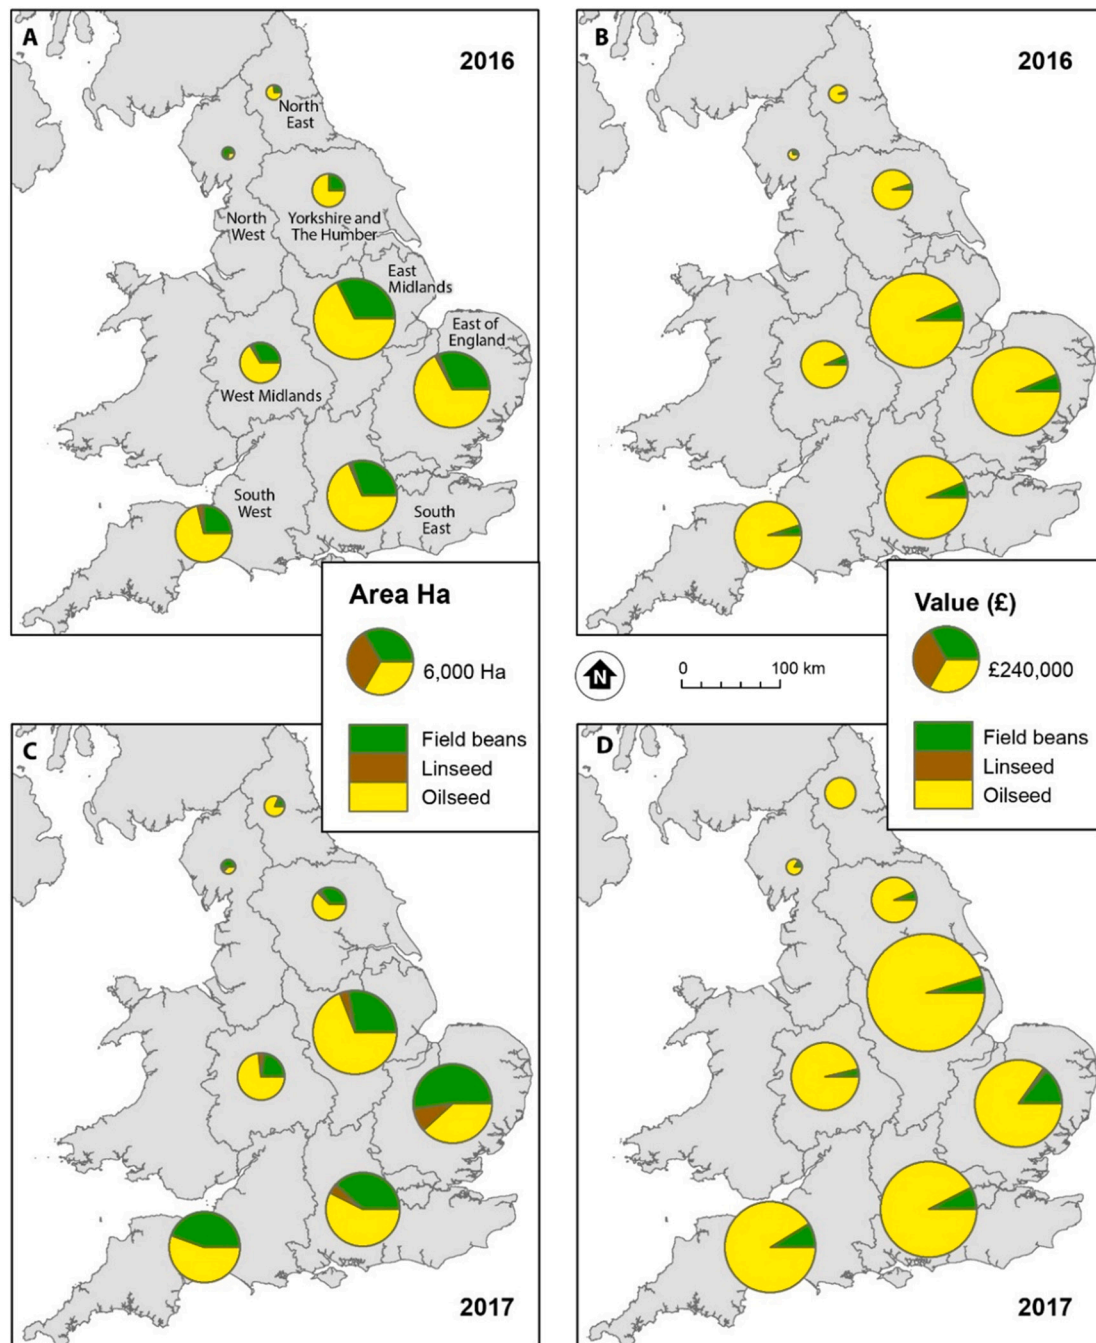 A
2016
North
East
North
West
Yorkshire and
The Humber
East
Midlands
East of
England
West Midlands
South
West
South
East
B
2016
Area Ha
6,000 Ha
Field beans
Linseed
Oilseed
N
0 100 km
Value (£)
£240,000
Field beans
Linseed
Oilseed
C
2017
D
2017